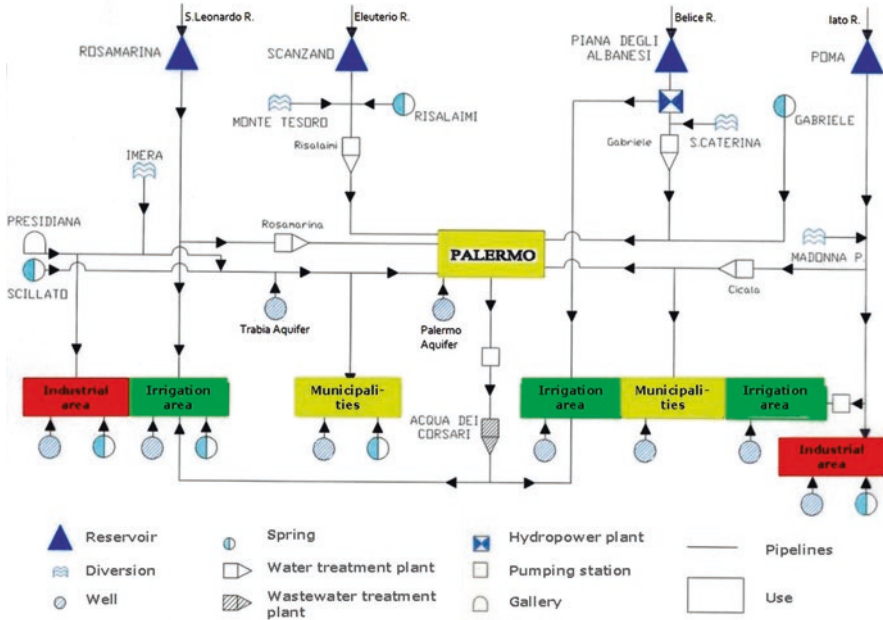 S.Leonardo R.
Eleuterio R.
Belice R.
Iato R.
ROSAMARINA
SCANZANO
PIANA DEGLI
ALBANESI
POMA
MONTE TESORO
RISALAIMI
GABRIELE
Risalaini
Gabriele
S.CATERINA
IMERA
PRESIDIANA
Rosamarina
PALERMO
MADONNA P.
SCILLATO
Cicala
Trabia Aquifer
Palermo
Aquifer
Industrial
area
Irrigation
area
Municipali-
ties
ACQUA DEI
CORSARI
Irrigation
area
Municipali-
ties
Irrigation
area
Industrial
area
Reservoir
Spring
Hydropower plant
Pipelines
Diversion
Water treatment plant
Pumping station
Well
Wastewater treatment
plant
Gallery
Use